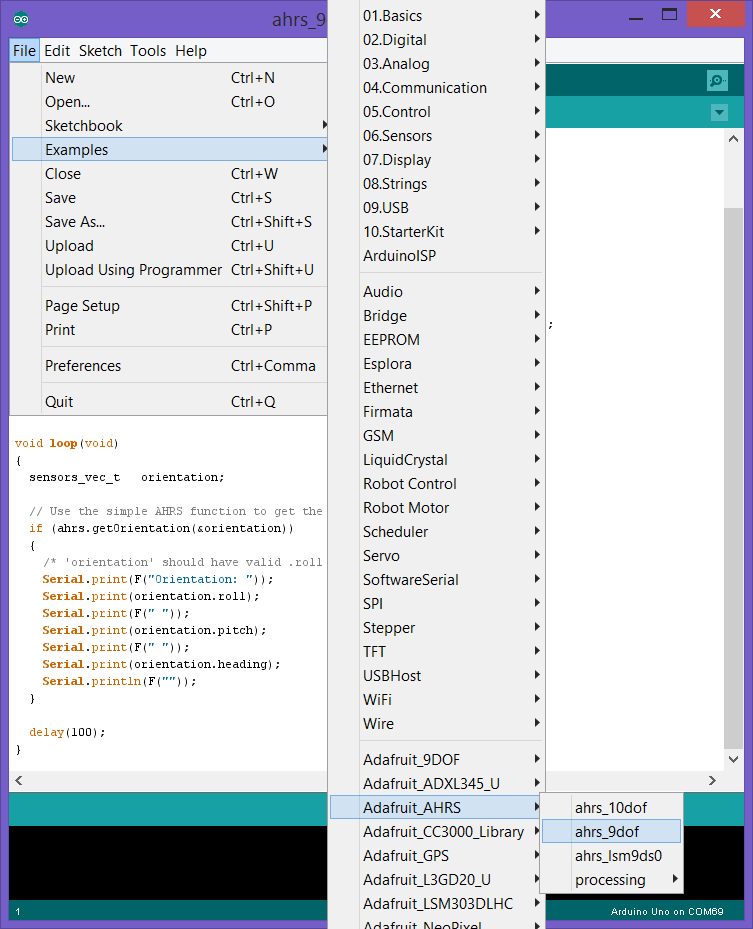 ahrs_9
File Edit Sketch Tools Help
New Ctrl+N
Open... Ctrl+O
Sketchbook
Examples
Close Ctrl+W
Save Ctrl+S
Save As... Ctrl+Shift+S
Upload Ctrl+U
Upload Using Programmer Ctrl+Shift+U
Page Setup Ctrl+Shift+P
Print Ctrl+P
Preferences Ctrl+Comma
Quit Ctrl+Q
01.Basics
02.Digital
03.Analog
04.Communication
05.Control
06.Sensors
07.Display
08.Strings
09.USB
10.StarterKit
ArduinoISP
Audio
Bridge
EEPROM
Esplora
Ethernet
Firmata
GSM
LiquidCrystal
Robot Control
Robot Motor
Scheduler
Servo
SoftwareSerial
SPI
Stepper
TFT
USBHost
WiFi
Wire
Adafruit_9DOF
Adafruit_ADXL345_U
Adafruit_AHRS
Adafruit_CC3000_Library
Adafruit_GPS
Adafruit_L3GD20_U
Adafruit_LSM303DLHC
Adafruit_NeoPixel
ahrs_10dof
ahrs_9dof
ahrs_lsm9ds0
processing
;
void loop(void)
{
sensors_vec_t orientation;
// Use the simple AHRS function to get the
if (ahrs.getOrientation(&orientation))
{
/* 'orientation' should have valid .roll
Serial.print(F("Orientation: "));
Serial.print(orientation.roll);
Serial.print(F(" "));
Serial.print(orientation.pitch);
Serial.print(F(" "));
Serial.print(orientation.heading);
Serial.println(F(""));
}
delay(100);
}
1
Arduino Uno on COM69